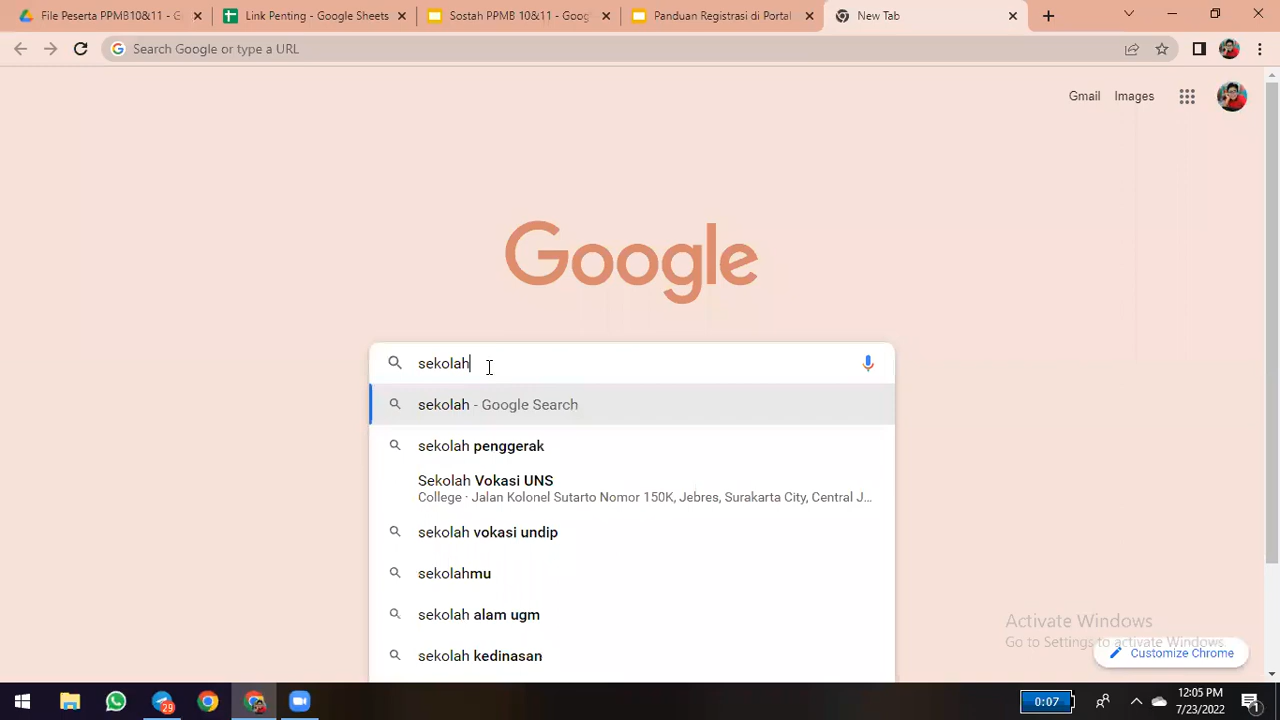 File Peserta PPMB10&11 - G
Link Penting - Google Sheets
Sostah PPMB 10&11 - Goog
Panduan Registrasi di Portal
New Tab
Search Google or type a URL
Gmail
Images
Google
sekolah
sekolah - Google Search
sekolah penggerak
Sekolah Vokasi UNS
College · Jalan Kolonel Sutarto Nomor 150K, Jebres, Surakarta City, Central J...
sekolah vokasi undip
sekolahmu
sekolah alam ugm
sekolah kedinasan
Activate Windows
Go to Settings to activate Windows.
Customize Chrome
29
0:07
12:05 PM
7/23/2022
1